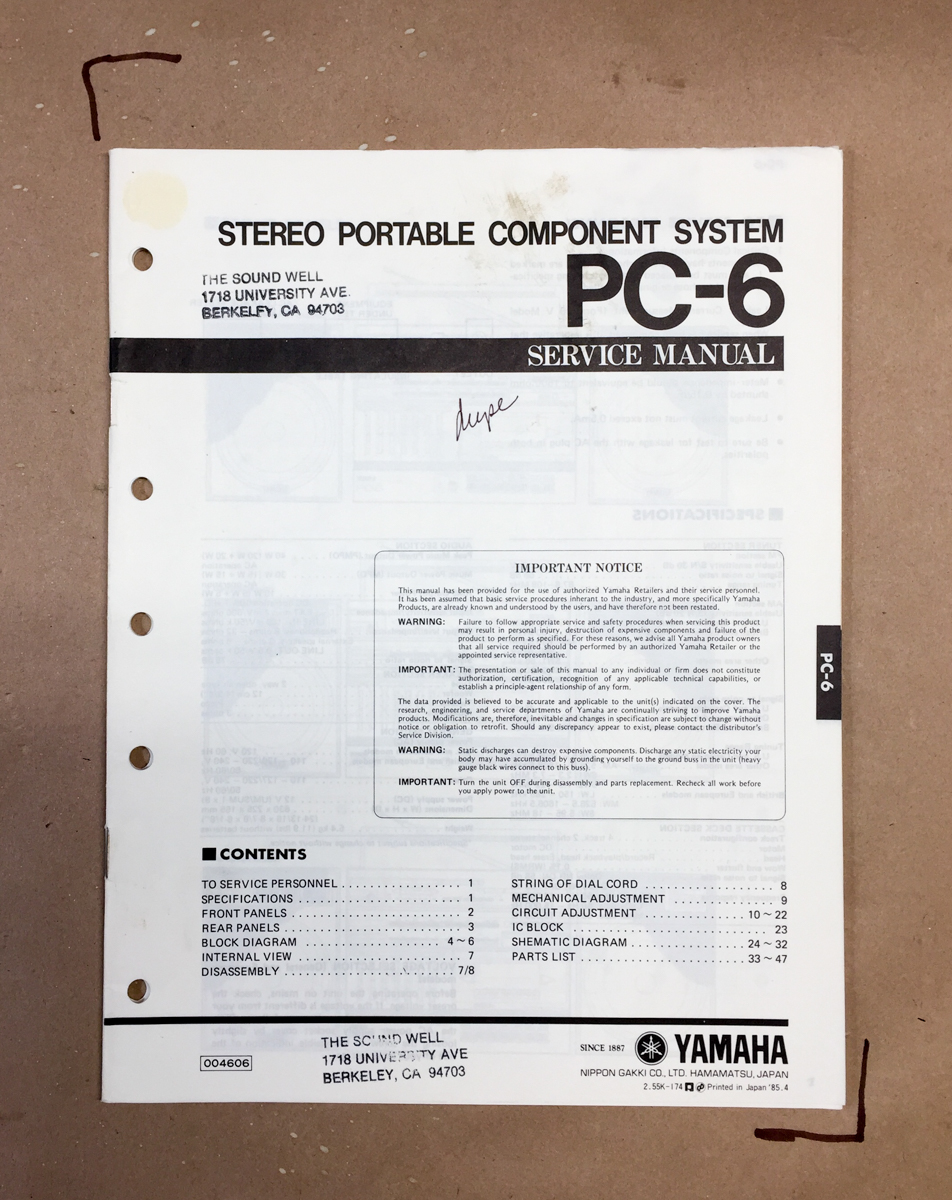 STEREO PORTABLE COMPONENT SYSTEM
PC-6
THE SOUND WELL
1718 UNIVERSITY AVE.
BERKELEY, CA 94703
SERVICE MANUAL
dupe
IMPORTANT NOTICE
This manual has been provided for the use of authorized Yamaha Retailers and their service personnel.
It has been assumed that basic service procedures inherant to the industry, and more specifically Yamaha
Products, are already known and understood by the users, and have therefore not been restated.
WARNING: Failure to follow appropriate service and safety procedures when servicing this product
may result in personal injury, destruction of expensive components and failure of the
product to perform as specified. For these reasons, we advise all Yamaha product owners
that all service required should be performed by an authorized Yamaha Retailer or the
appointed service representative.
IMPORTANT: The presentation or sale of this manual to any individual or firm does not constitute
authorization, certification, recognition of any applicable technical capabilities, or
establish a principle-agent relationship of any form.
The data provided is believed to be accurate and applicable to the unit(s) indicated on the cover. The
research, engineering, and service departments of Yamaha are continually striving to improve Yamaha
products. Modifications are, therefore, inevitable and changes in specification are subject to change without
notice or obligation to retrofit. Should any discrepancy appear to exist, please contact the distributor's
Service Division.
WARNING: Static discharges can destroy expensive components. Discharge any static electricity your
body may have accumulated by grounding yourself to the ground buss in the unit (heavy
gauge black wires connect to this buss).
IMPORTANT: Turn the unit OFF during disassembly and parts replacement. Recheck all work before
you apply power to the unit.
PC-6
■ CONTENTS
TO SERVICE PERSONNEL . . . . . . . . . . . . . . . . . 1
SPECIFICATIONS . . . . . . . . . . . . . . . . . . . . . . . 1
FRONT PANELS . . . . . . . . . . . . . . . . . . . . . . . . 2
REAR PANELS . . . . . . . . . . . . . . . . . . . . . . . . . 3
BLOCK DIAGRAM . . . . . . . . . . . . . . . . . . . . 4 ~ 6
INTERNAL VIEW . . . . . . . . . . . . . . . . . . . . . . . 7
DISASSEMBLY . . . . . . . . . . . . . . . . . . . . . . . . 7/8
STRING OF DIAL CORD . . . . . . . . . . . . . . . . . . 8
MECHANICAL ADJUSTMENT . . . . . . . . . . . . . . . 9
CIRCUIT ADJUSTMENT . . . . . . . . . . . . . . 10 ~ 22
IC BLOCK . . . . . . . . . . . . . . . . . . . . . . . . . . . . 23
SHEMATIC DIAGRAM . . . . . . . . . . . . . . . . 24 ~ 32
PARTS LIST . . . . . . . . . . . . . . . . . . . . . . . 33 ~ 47
004606
THE SOUND WELL
1718 UNIVERSITY AVE
BERKELEY, CA 94703
SINCE 1887 YAMAHA
NIPPON GAKKI CO., LTD. HAMAMATSU, JAPAN
2.55K-174 Printed in Japan '85.4